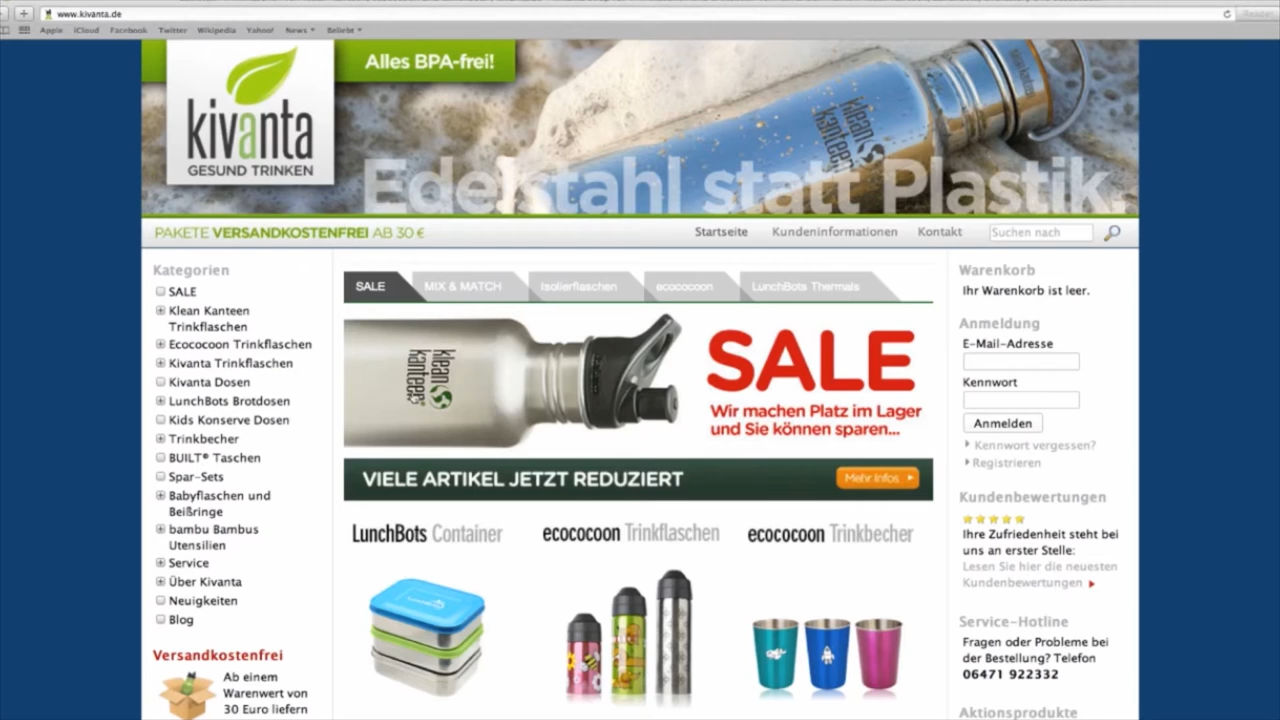 www.kivanta.de
Reader
Apple iCloud Facebook Twitter Wikipedia Yahoo! News Beliebt
Alles BPA-frei!
kivanta
GESUND TRINKEN
klean kanteen
Edelstahl statt Plastik.
PAKETE VERSANDKOSTENFREI AB 30 €
Startseite Kundeninformationen Kontakt Suchen nach
Kategorien
SALE
Klean Kanteen
Trinkflaschen
Ecococoon Trinkflaschen
Kivanta Trinkflaschen
Kivanta Dosen
LunchBots Brotdosen
Kids Konserve Dosen
Trinkbecher
BUILT® Taschen
Spar-Sets
Babyflaschen und
Beißringe
bambu Bambus
Utensilien
Service
Über Kivanta
Neuigkeiten
Blog
Versandkostenfrei
Ab einem
Warenwert von
30 Euro liefern
SALE MIX & MATCH Isolierflaschen ecococoon LunchBots Thermals
klean
kanteen®
SALE
Wir machen Platz im Lager
und Sie können sparen...
VIELE ARTIKEL JETZT REDUZIERT
Mehr Infos
LunchBots Container
ecococoon Trinkflaschen
ecococoon Trinkbecher
Warenkorb
Ihr Warenkorb ist leer.
Anmeldung
E-Mail-Adresse
Kennwort
Anmelden
Kennwort vergessen?
Registrieren
Kundenbewertungen
Ihre Zufriedenheit steht bei
uns an erster Stelle:
Lesen Sie hier die neuesten
Kundenbewertungen
Service-Hotline
Fragen oder Probleme bei
der Bestellung? Telefon
06471 922332
Aktionsprodukte